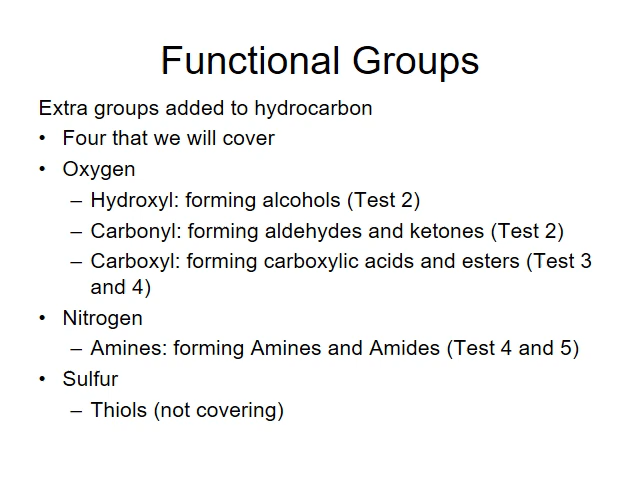 Functional Groups
Extra groups added to hydrocarbon
• Four that we will cover
• Oxygen
– Hydroxyl: forming alcohols (Test 2)
– Carbonyl: forming aldehydes and ketones (Test 2)
– Carboxyl: forming carboxylic acids and esters (Test 3
and 4)
• Nitrogen
– Amines: forming Amines and Amides (Test 4 and 5)
• Sulfur
– Thiols (not covering)